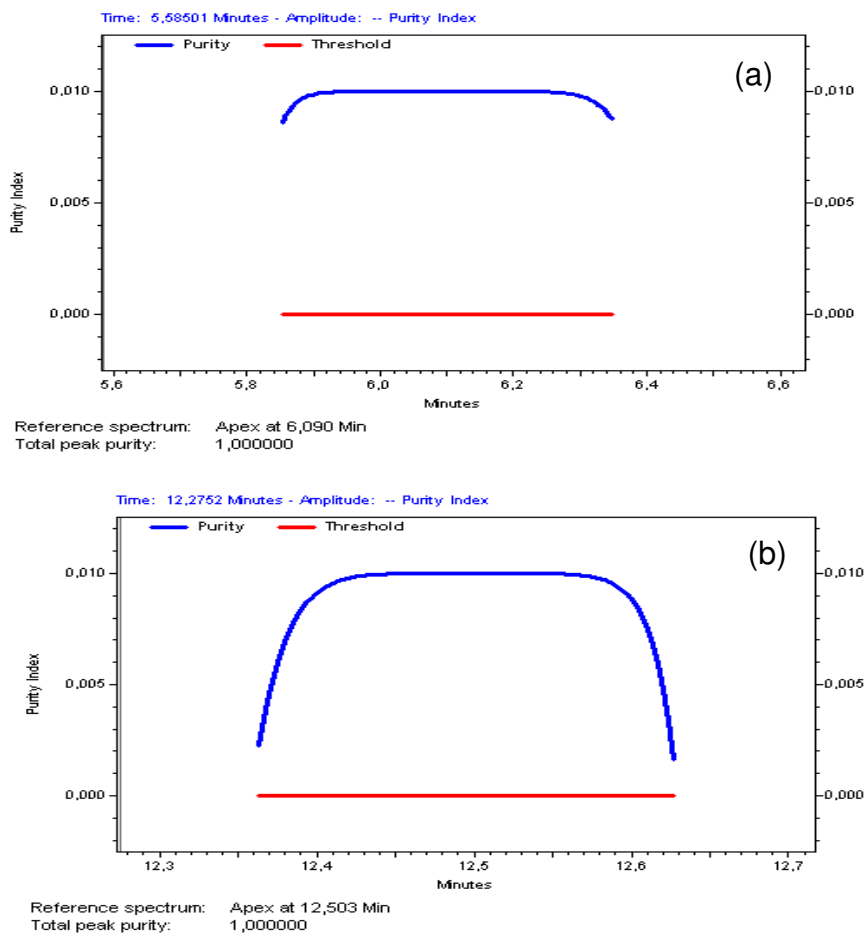 Time: 5,58501 Minutes - Amplitude: -- Purity Index
Purity Threshold
(a)
0,010 0,010
0,005 0,005
0,000 0,000
Purity Index
5,6 5,8 6,0 6,2 6,4 6,6
Minutes
Reference spectrum: Apex at 6,090 Min
Total peak purity: 1,000000
Time: 12,2752 Minutes - Amplitude: -- Purity Index
Purity Threshold
(b)
0,010 0,010
0,005 0,005
0,000 0,000
Purity Index
12,3 12,4 12,5 12,6 12,7
Minutes
Reference spectrum: Apex at 12,503 Min
Total peak purity: 1,000000